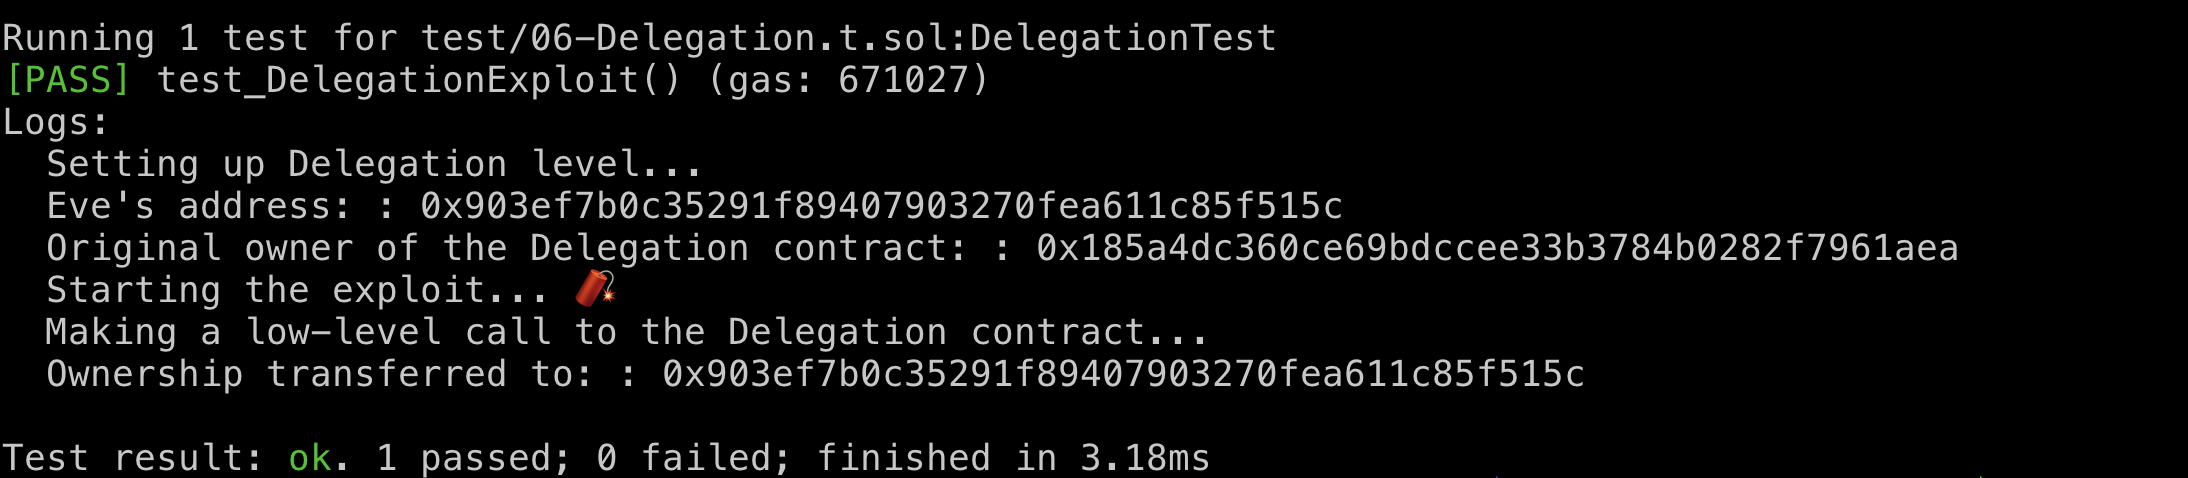 Running 1 test for test/06-Delegation.t.sol:DelegationTest
[PASS] test_DelegationExploit() (gas: 671027)
Logs:
Setting up Delegation level...
Eve's address: : 0x903ef7b0c35291f89407903270fea611c85f515c
Original owner of the Delegation contract: : 0x185a4dc360ce69bdccee33b3784b0282f7961aea
Starting the exploit... 🧨
Making a low-level call to the Delegation contract...
Ownership transferred to: : 0x903ef7b0c35291f89407903270fea611c85f515c
Test result: ok. 1 passed; 0 failed; finished in 3.18ms